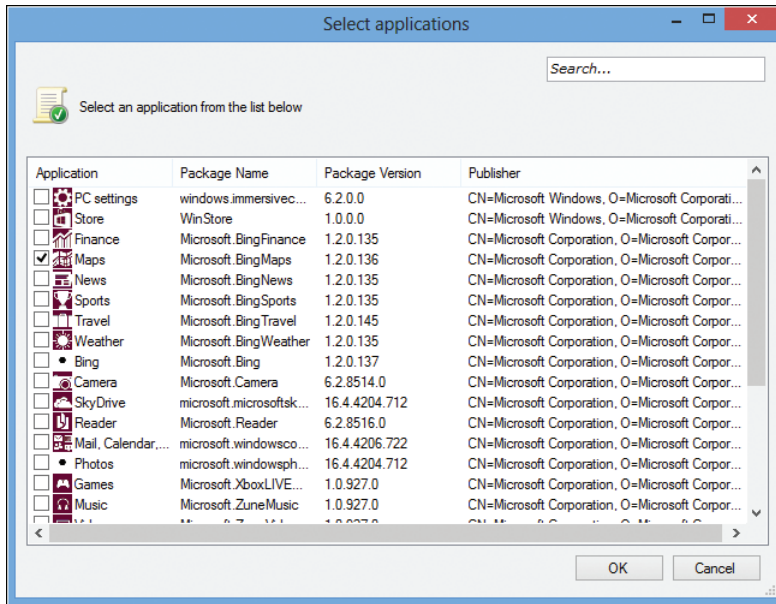 Select applications
Search...
Select an application from the list below
Application Package Name Package Version Publisher
PC settings windows.immersivec... 6.2.0.0 CN=Microsoft Windows, O=Microsoft Corporati...
Store WinStore 1.0.0.0 CN=Microsoft Windows, O=Microsoft Corporati...
Finance Microsoft.BingFinance 1.2.0.135 CN=Microsoft Corporation, O=Microsoft Corpor...
Maps Microsoft.BingMaps 1.2.0.136 CN=Microsoft Corporation, O=Microsoft Corpor...
News Microsoft.BingNews 1.2.0.135 CN=Microsoft Corporation, O=Microsoft Corpor...
Sports Microsoft.BingSports 1.2.0.135 CN=Microsoft Corporation, O=Microsoft Corpor...
Travel Microsoft.BingTravel 1.2.0.145 CN=Microsoft Corporation, O=Microsoft Corpor...
Weather Microsoft.BingWeather 1.2.0.135 CN=Microsoft Corporation, O=Microsoft Corpor...
Bing Microsoft.Bing 1.2.0.137 CN=Microsoft Corporation, O=Microsoft Corpor...
Camera Microsoft.Camera 6.2.8514.0 CN=Microsoft Corporation, O=Microsoft Corpor...
SkyDrive microsoft.microsoftsk... 16.4.4204.712 CN=Microsoft Corporation, O=Microsoft Corpor...
Reader Microsoft.Reader 6.2.8516.0 CN=Microsoft Corporation, O=Microsoft Corpor...
Mail, Calendar,... microsoft.windowsco... 16.4.4206.722 CN=Microsoft Corporation, O=Microsoft Corpor...
Photos microsoft.windowsph... 16.4.4204.712 CN=Microsoft Corporation, O=Microsoft Corpor...
Games Microsoft.XboxLIVE... 1.0.927.0 CN=Microsoft Corporation, O=Microsoft Corpor...
Music Microsoft.ZuneMusic 1.0.927.0 CN=Microsoft Corporation, O=Microsoft Corpor...
OK Cancel